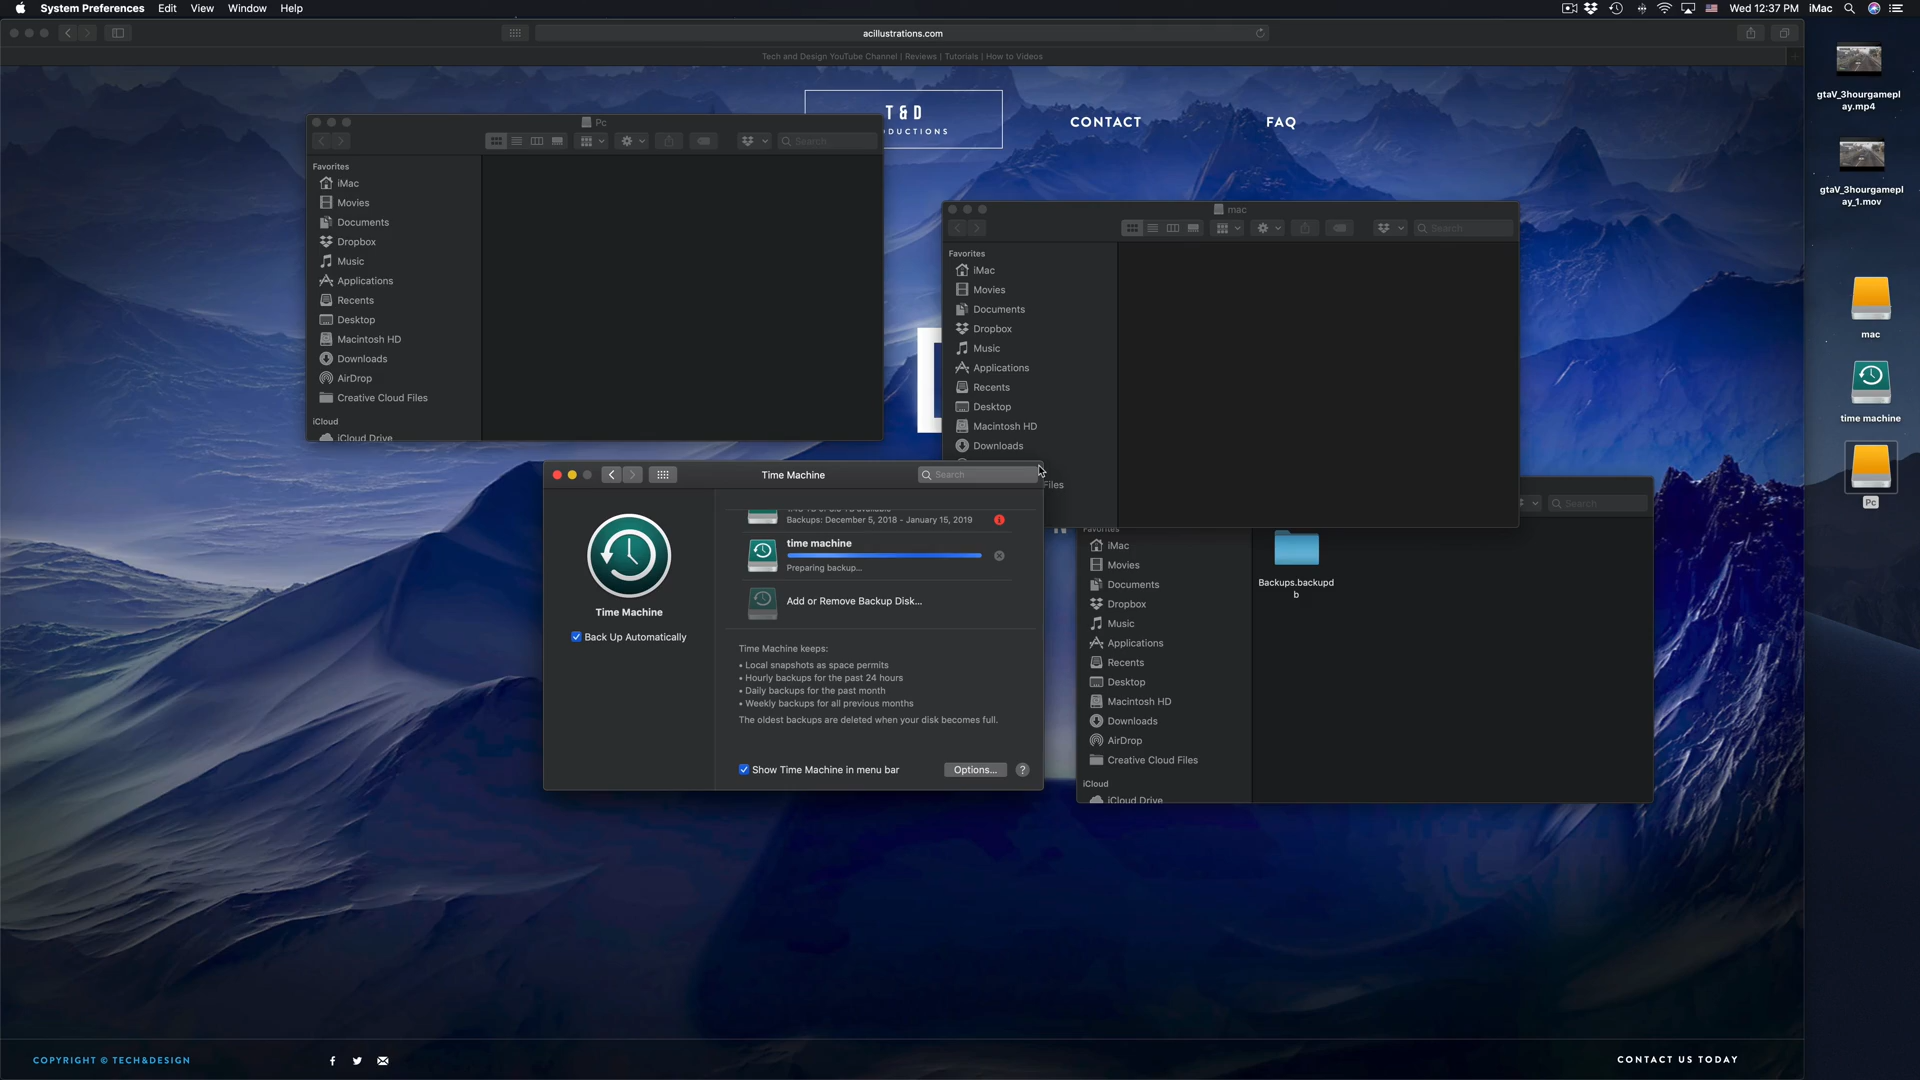 System Preferences Edit View Window Help
Wed 12:37 PM iMac
acillustrations.com
Tech and Design YouTube Channel | Reviews | Tutorials | How to Videos
T & D
ODUCTIONS
CONTACT
FAQ
Pc
Search
Favorites
iMac
Movies
Documents
Dropbox
Music
Applications
Recents
Desktop
Macintosh HD
Downloads
AirDrop
Creative Cloud Files
iCloud
iCloud Drive
mac
Search
Favorites
iMac
Movies
Documents
Dropbox
Music
Applications
Recents
Desktop
Macintosh HD
Downloads
Files
Time Machine
Search
Time Machine
Back Up Automatically
Backups: December 5, 2018 - January 15, 2019
time machine
Preparing backup...
Add or Remove Backup Disk...
Time Machine keeps:
• Local snapshots as space permits
• Hourly backups for the past 24 hours
• Daily backups for the past month
• Weekly backups for all previous months
The oldest backups are deleted when your disk becomes full.
Show Time Machine in menu bar
Options...
?
Search
Favorites
iMac
Movies
Documents
Dropbox
Music
Applications
Recents
Desktop
Macintosh HD
Downloads
AirDrop
Creative Cloud Files
iCloud
iCloud Drive
Backups.backupd
b
gtaV_3hourgamepl
ay.mp4
gtaV_3hourgamepl
ay_1.mov
mac
time machine
Pc
COPYRIGHT © TECH&DESIGN
CONTACT US TODAY